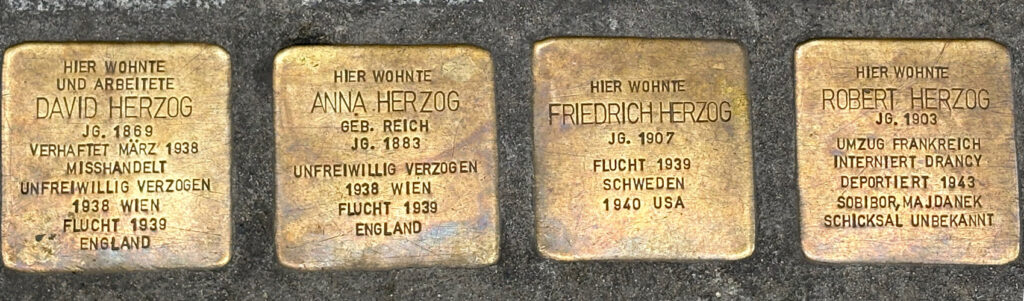 HIER WOHNTE
UND ARBEITETE
DAVID HERZOG
JG. 1869
VERHAFTET MÄRZ 1938
MISSHANDELT
UNFREIWILLIG VERZOGEN
1938 WIEN
FLUCHT 1939
ENGLAND
HIER WOHNTE
ANNA HERZOG
GEB. REICH
JG. 1883
UNFREIWILLIG VERZOGEN
1938 WIEN
FLUCHT 1939
ENGLAND
HIER WOHNTE
FRIEDRICH HERZOG
JG. 1907
FLUCHT 1939
SCHWEDEN
1940 USA
HIER WOHNTE
ROBERT HERZOG
JG. 1903
UMZUG FRANKREICH
INTERNIERT DRANCY
DEPORTIERT 1943
SOBIBOR, MAJDANEK
SCHICKSAL UNBEKANNT